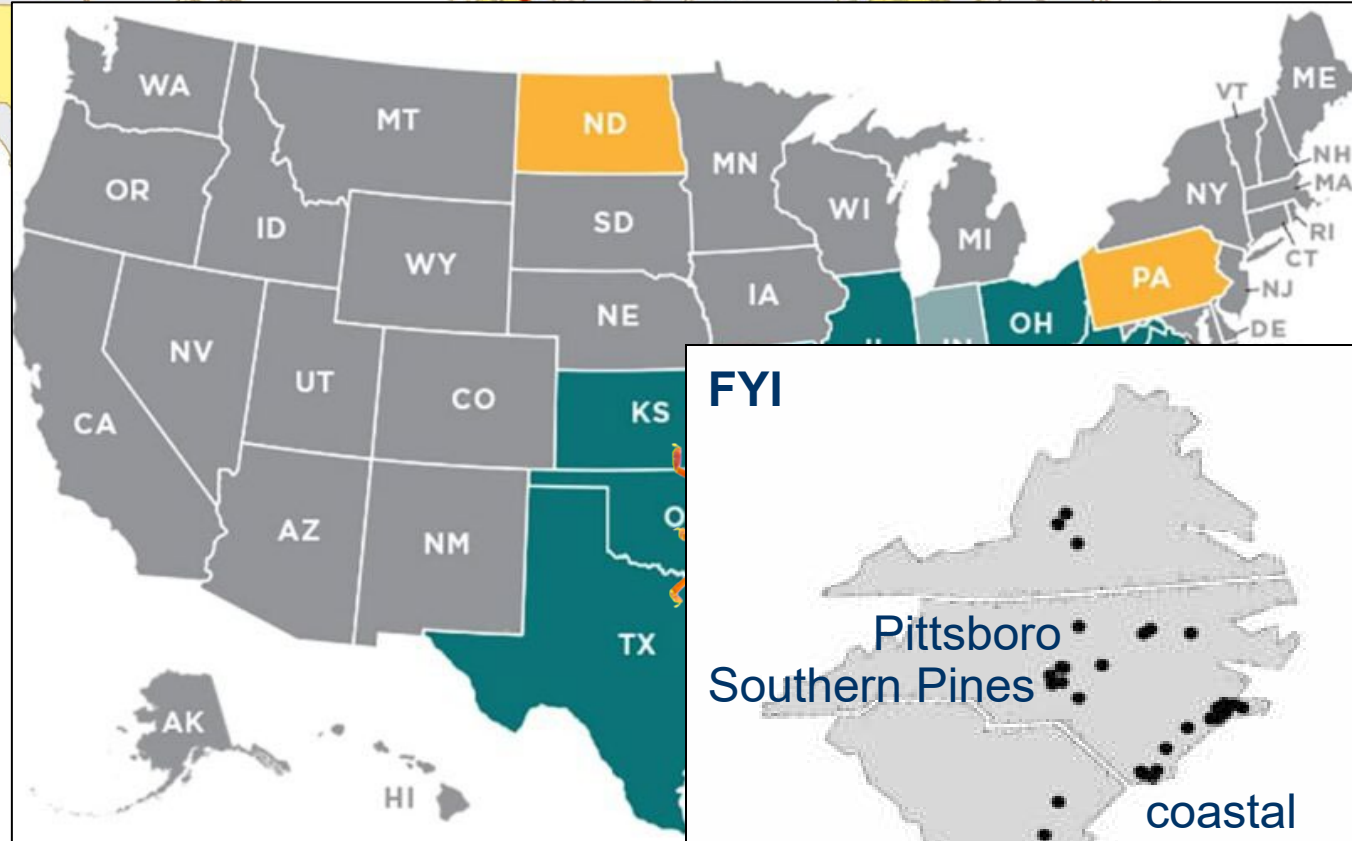 WA
MT
ND
MN
VT
ME
OR
ID
SD
WI
MI
NY
NH
MA
RI
CT
WY
IA
PA
NJ
NE
OH
DE
NV
UT
CO
KS
CA
AZ
NM
TX
AK
HI
FYI
Pittsboro
Southern Pines
coastal